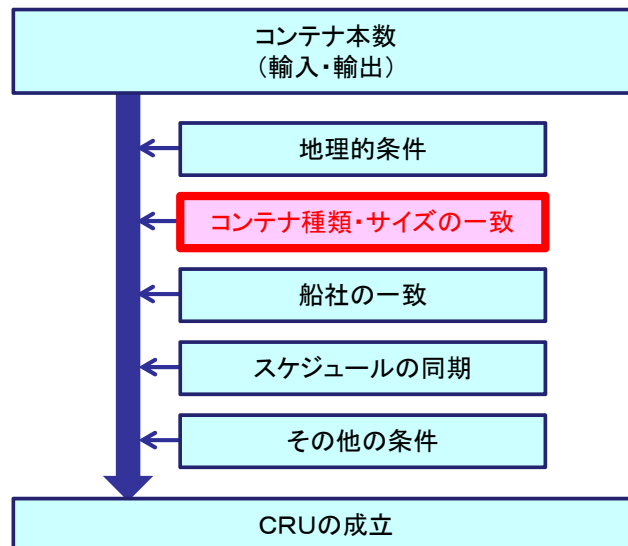 コンテナ本数
（輸入・輸出）
地理的条件
コンテナ種類・サイズの一致
船社の一致
スケジュールの同期
その他の条件
ＣＲＵの成立